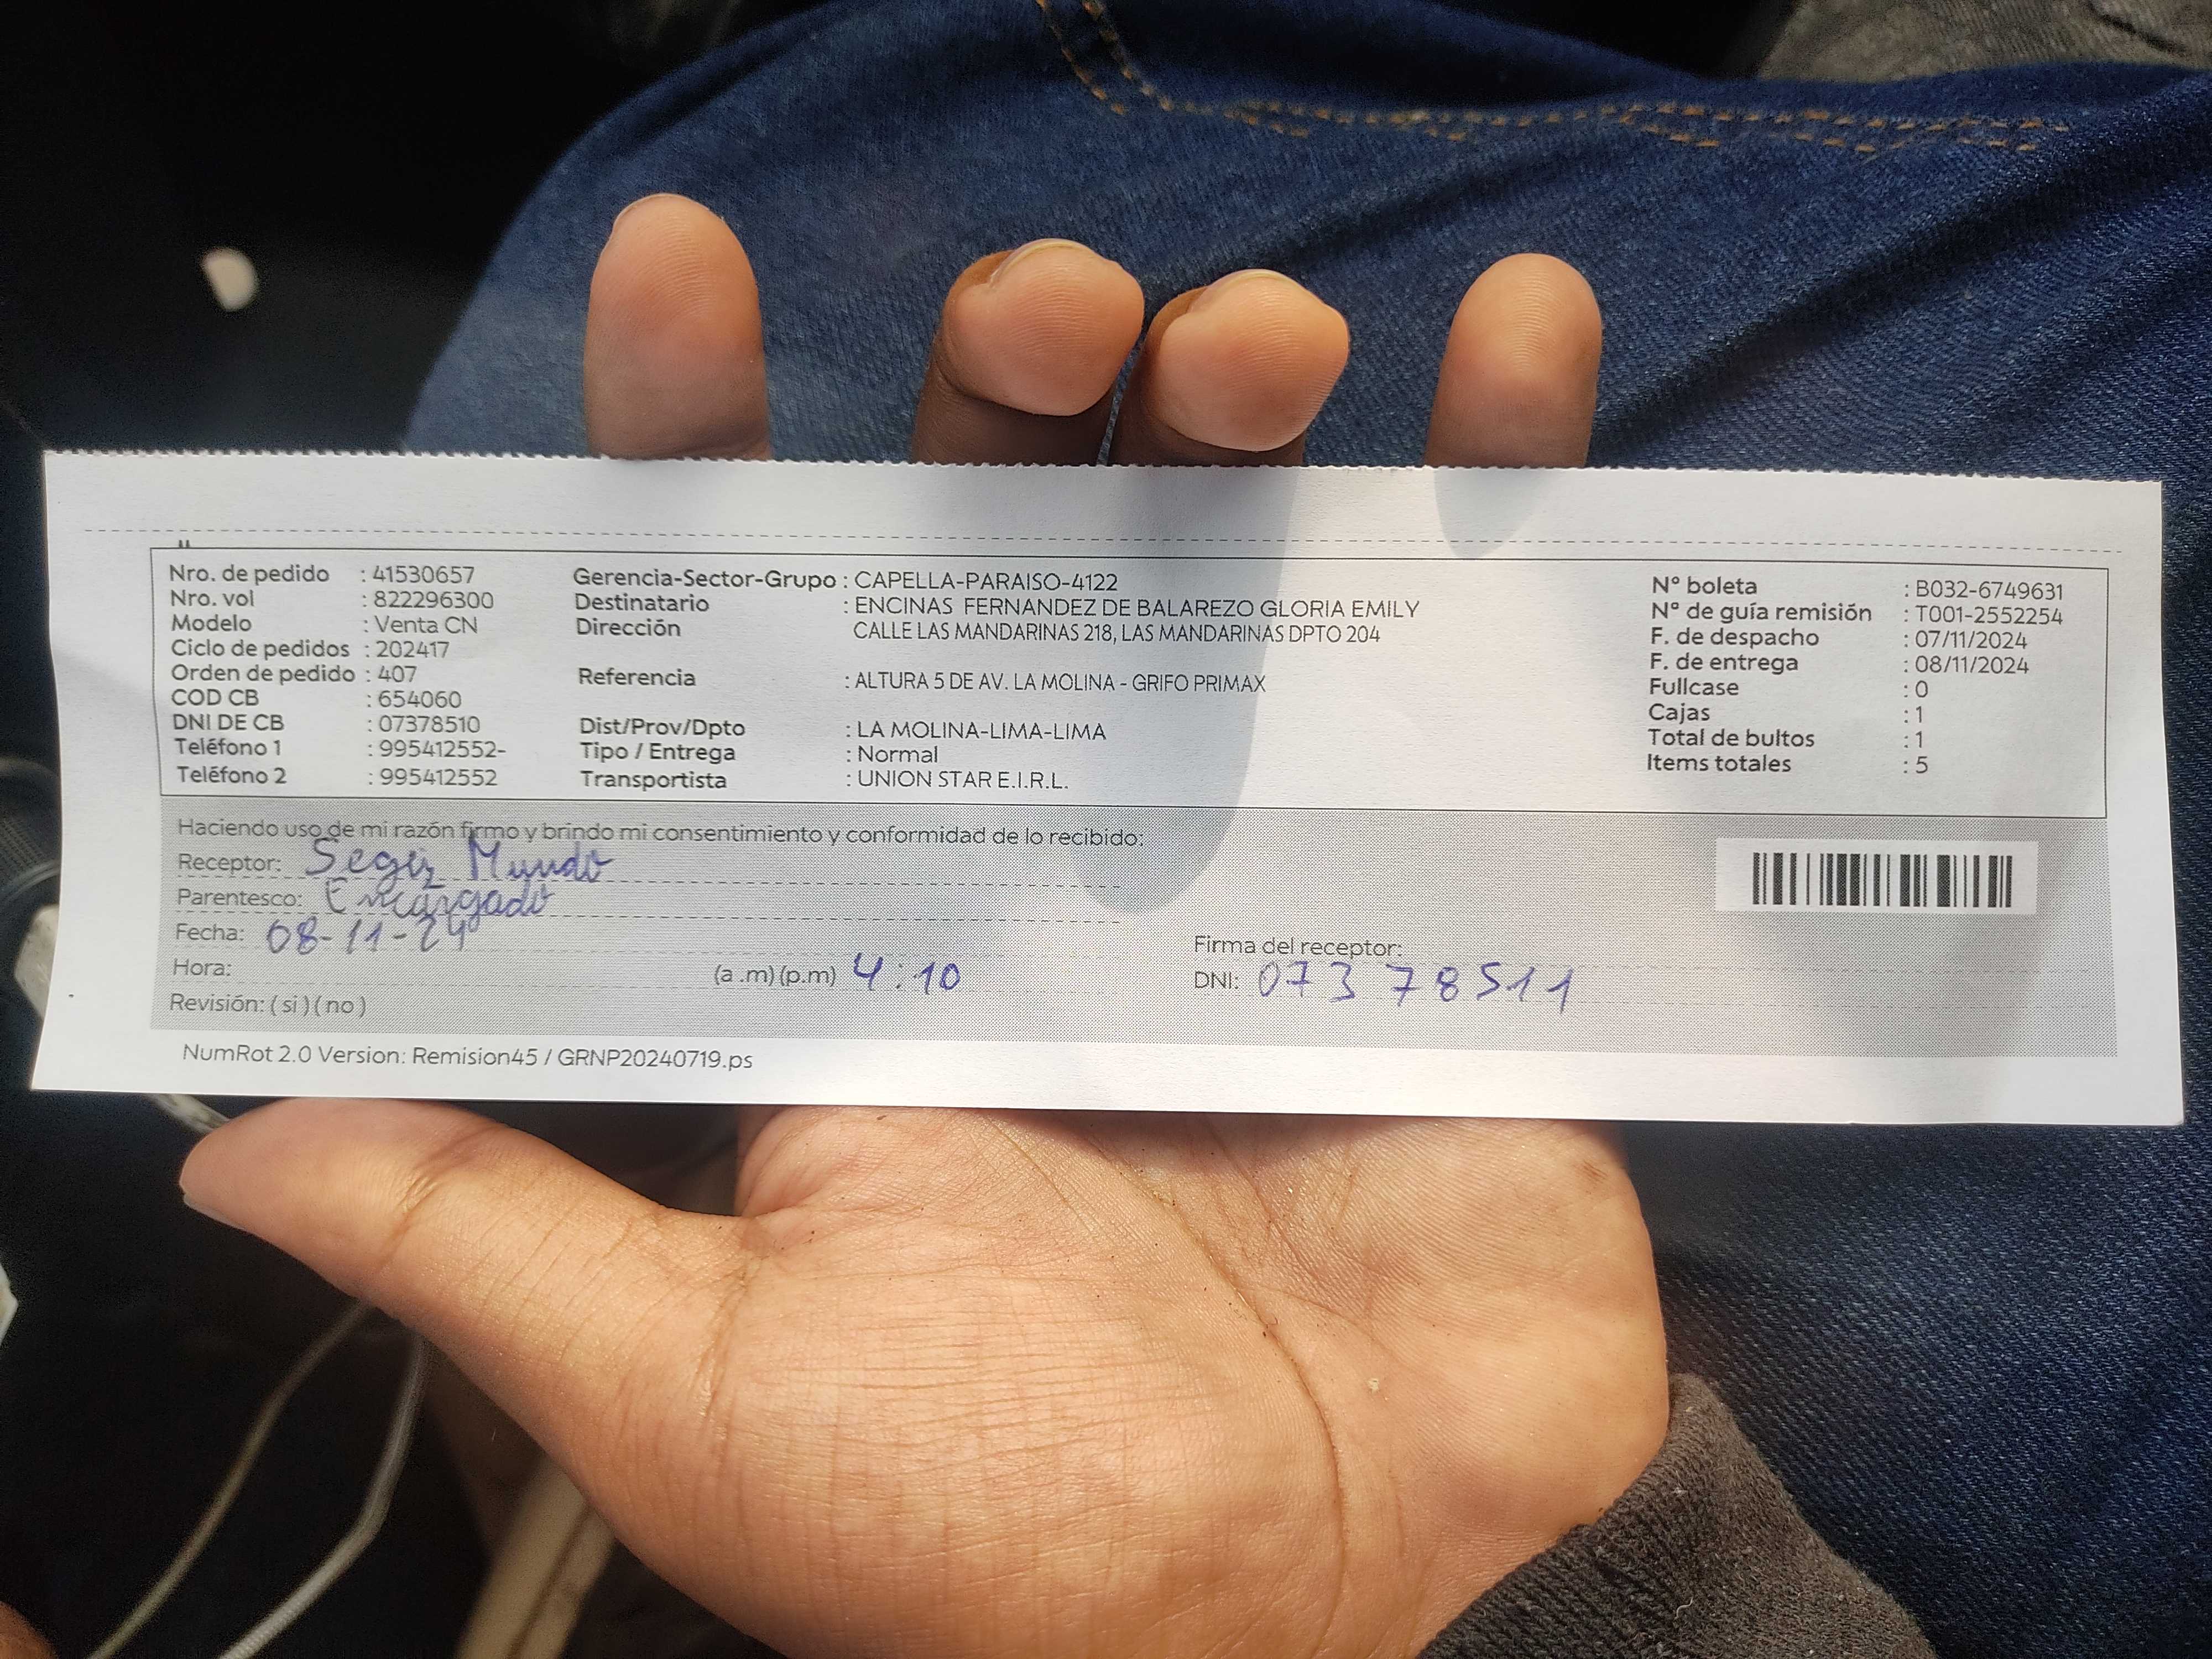 Nro. de pedido : 41530657
Nro. vol : 822296300
Modelo : Venta CN
Ciclo de pedidos : 202417
Orden de pedido : 407
COD CB : 654060
DNI DE CB : 07378510
Teléfono 1 : 995412552-
Teléfono 2 : 995412552
Gerencia-Sector-Grupo : CAPELLA-PARAISO-4122
Destinatario : ENCINAS FERNANDEZ DE BALAREZO GLORIA EMILY
Dirección CALLE LAS MANDARINAS 218, LAS MANDARINAS DPTO 204
Referencia : ALTURA 5 DE AV. LA MOLINA - GRIFO PRIMAX
Dist/Prov/Dpto : LA MOLINA-LIMA-LIMA
Tipo / Entrega : Normal
Transportista : UNION STAR E.I.R.L.
N° boleta : B032-6749631
N° de guía remisión : T001-2552254
F. de despacho : 07/11/2024
F. de entrega : 08/11/2024
Fullcase : 0
Cajas : 1
Total de bultos : 1
Items totales : 5
Haciendo uso de mi razón firmo y brindo mi consentimiento y conformidad de lo recibido:
Receptor: Mundo
Parentesco: Encargado
Fecha: 08-11-24
Hora: (a .m) (p.m) 4:10
Revisión: ( si ) ( no )
Firma del receptor:
DNI: 07378511
NumRot 2.0 Version: Remision45 / GRNP20240719.ps